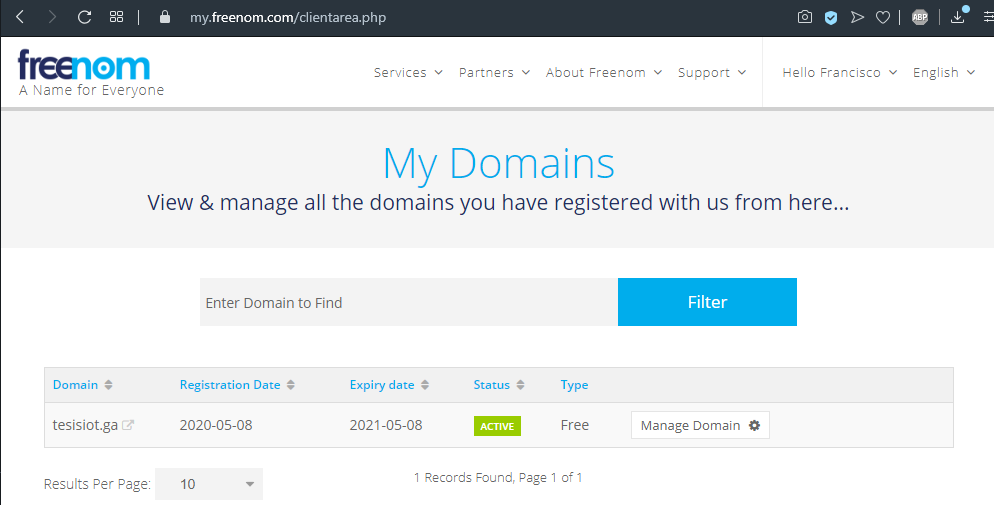 my.freenom.com/clientarea.php
ABP
freenom
A Name for Everyone
Services Partners About Freenom Support Hello Francisco English
My Domains
View & manage all the domains you have registered with us from here...
Enter Domain to Find Filter
Domain Registration Date Expiry date Status Type
tesisiot.ga 2020-05-08 2021-05-08 ACTIVE Free Manage Domain
Results Per Page: 10 1 Records Found, Page 1 of 1